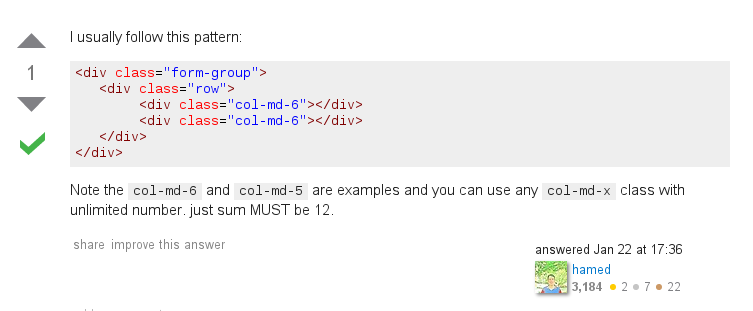 I usually follow this pattern:
1
<div class="form-group">
<div class="row">
<div class="col-md-6"></div>
<div class="col-md-6"></div>
</div>
</div>
Note the col-md-6 and col-md-5 are examples and you can use any col-md-x class with
unlimited number. just sum MUST be 12.
share improve this answer
answered Jan 22 at 17:36
hamed
3,184 2 7 22